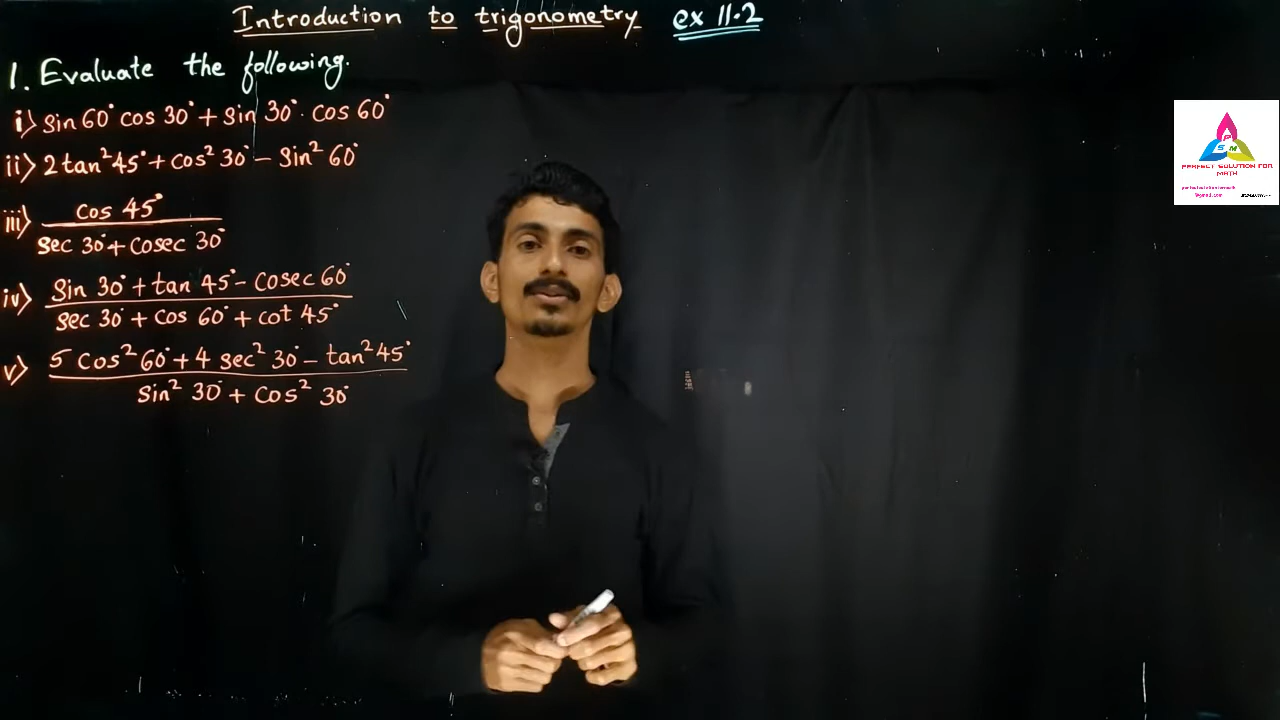 Introduction to trigonometry ex 11.2
1. Evaluate the following.
i) sin 60° cos 30° + sin 30° · cos 60°
ii) 2 tan² 45° + cos² 30° − sin² 60°
iii) cos 45°
sec 30° + cosec 30°
iv) sin 30° + tan 45° − cosec 60°
sec 30° + cos 60° + cot 45°
v) 5 cos² 60° + 4 sec² 30° − tan² 45°
sin² 30° + cos² 30°
P
S M
PERFECT SOLUTION FOR
MATH